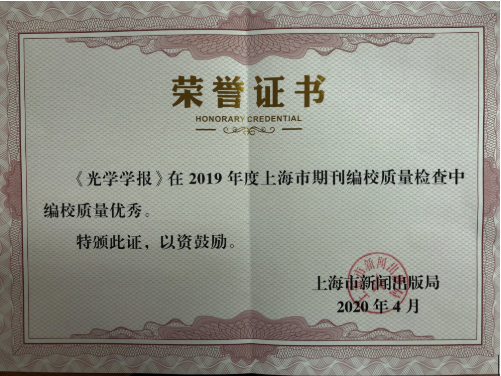 荣誉证书
HONORARY CREDENTIAL
《光学学报》在 2019 年度上海市期刊编校质量检查中
编校质量优秀。
特颁此证，以资鼓励。
上海市新闻出版局
2020 年 4 月